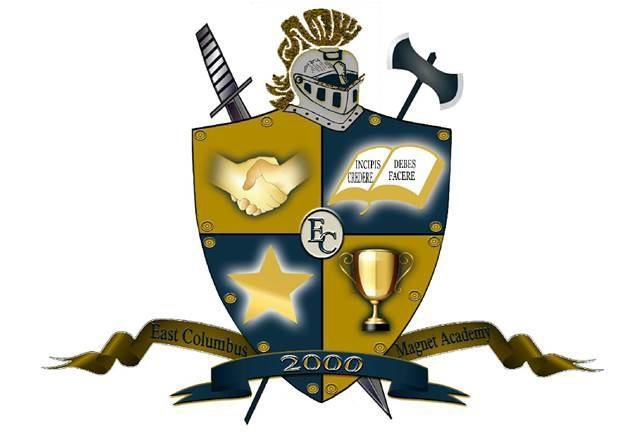 INCIPIS DEBES
CREDERE FACERE
EC
East Columbus
Magnet Academy
2000